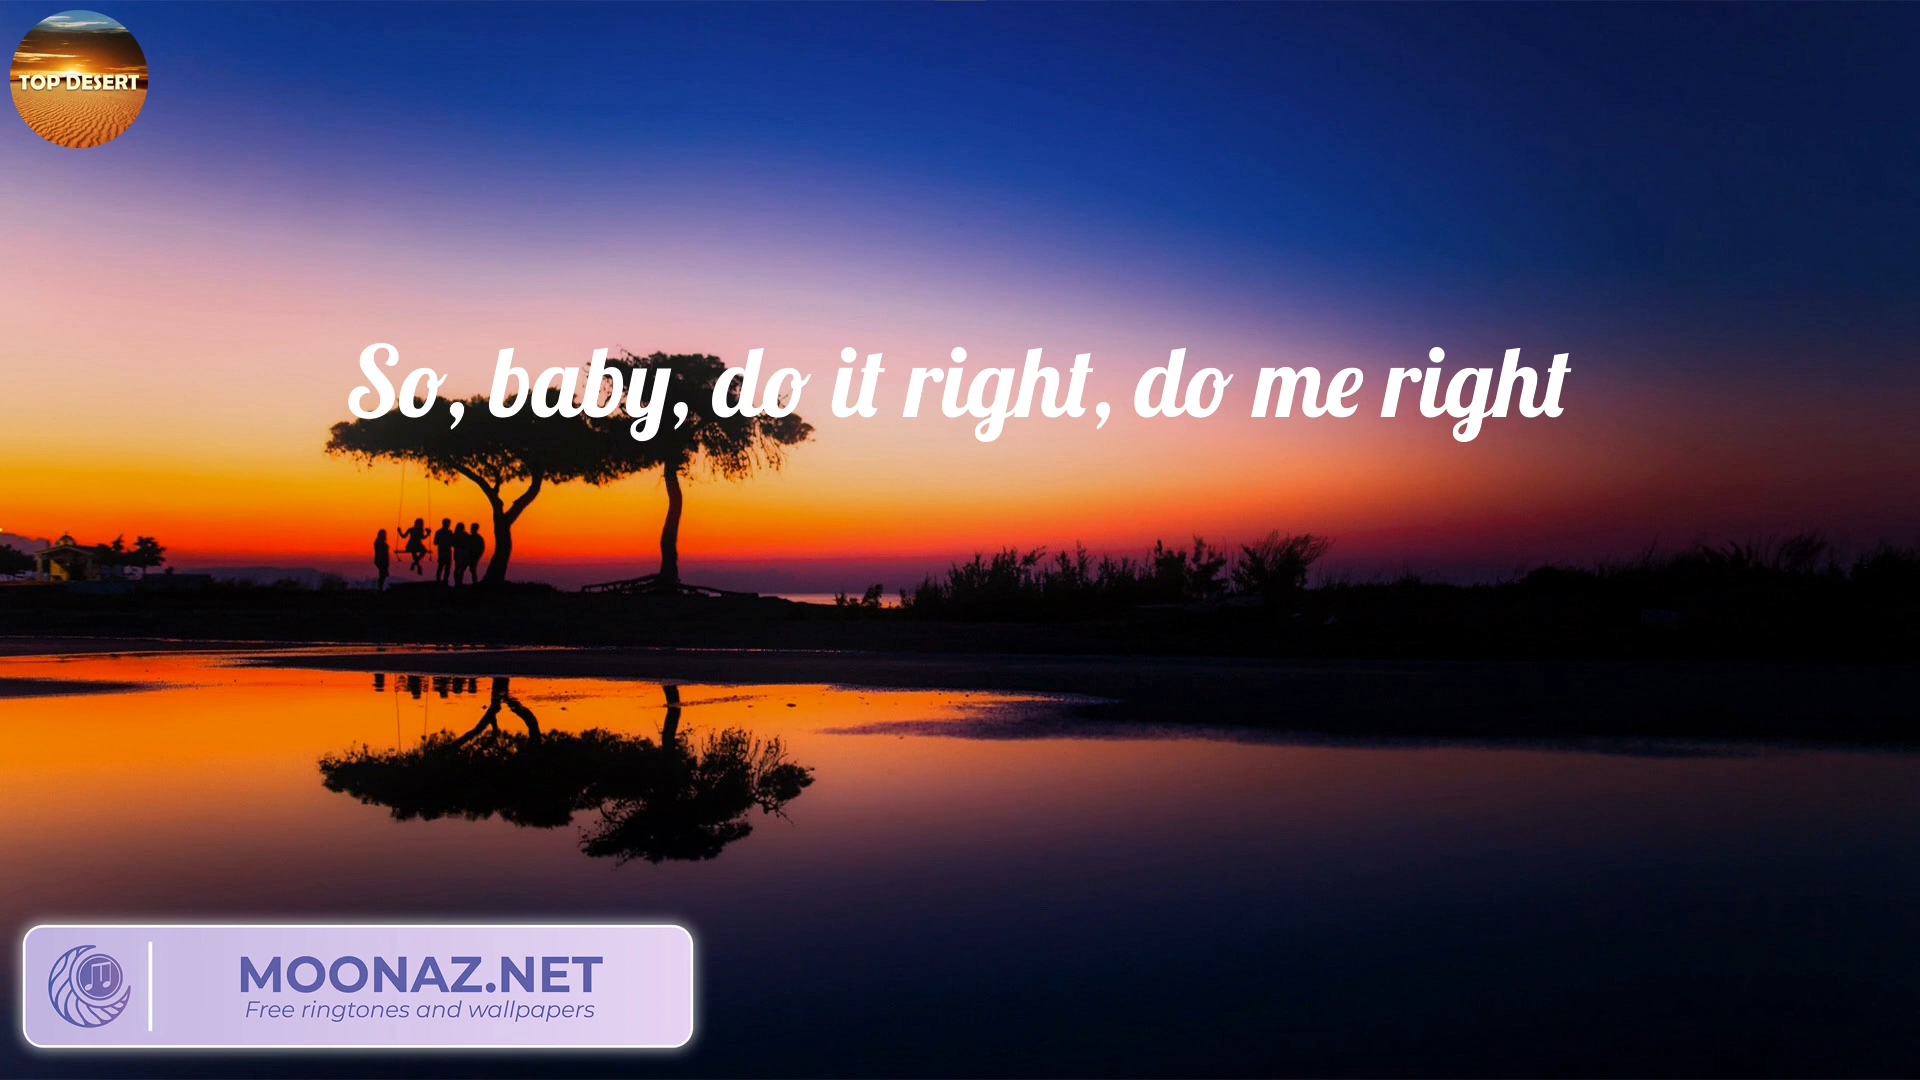 TOP DESERT
So, baby, do it right, do me right
MOONAZ.NET
Free ringtones and wallpapers